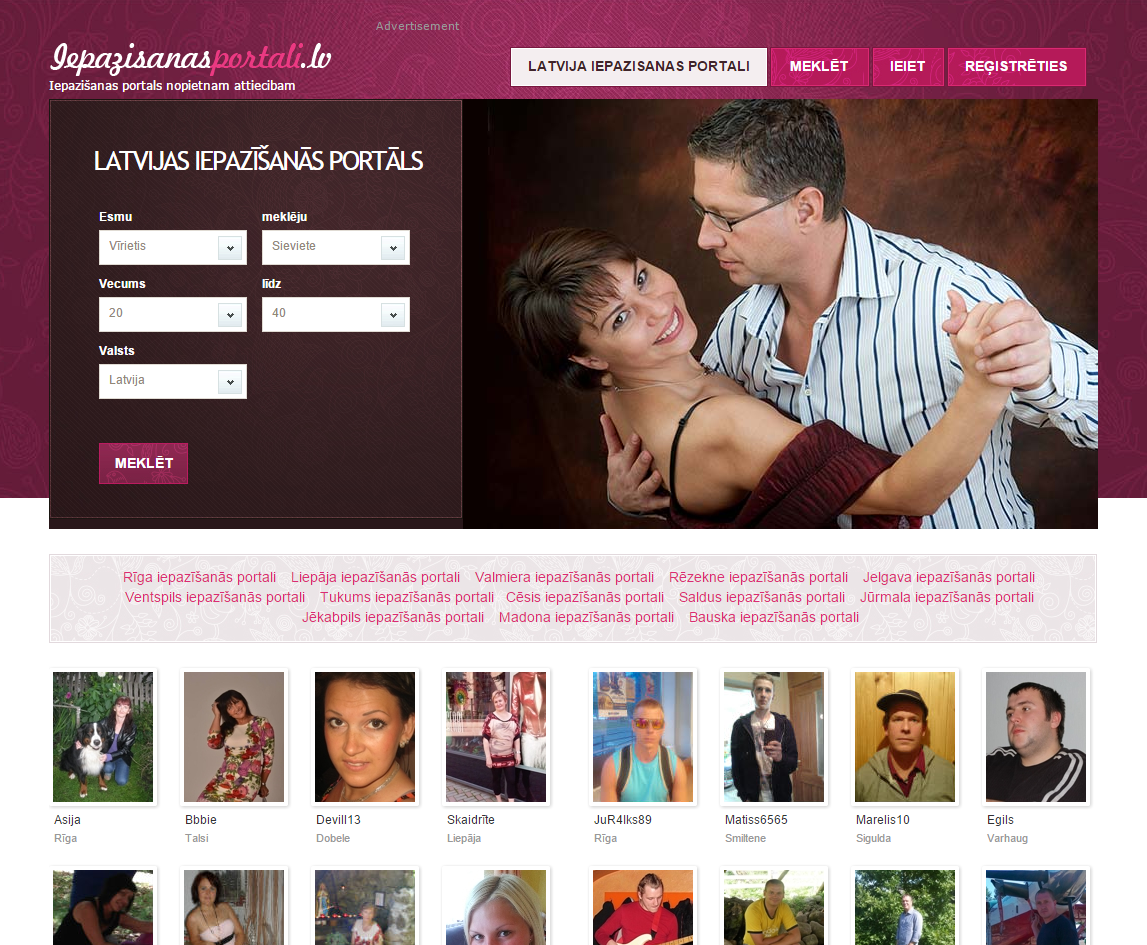 Advertisement
Iepazisanasportali.lv
Iepazišanas portals nopietnam attiecibam
LATVIJA IEPAZISANAS PORTALI
MEKLĒT
IEIET
REĢISTRĒTIES
LATVIJAS IEPAZĪŠANĀS PORTĀLS
Esmu meklēju
Vīrietis Sieviete
Vecums līdz
20 40
Valsts
Latvija
MEKLĒT
Rīga iepazīšanās portali Liepāja iepazīšanās portali Valmiera iepazīšanās portali Rēzekne iepazīšanās portali Jelgava iepazīšanās portali
Ventspils iepazīšanās portali Tukums iepazīšanās portali Cēsis iepazīšanās portali Saldus iepazīšanās portali Jūrmala iepazīšanās portali
Jēkabpils iepazīšanās portali Madona iepazīšanās portali Bauska iepazīšanās portali
Asija Bbbie Devill13 Skaidrīte JuR4Iks89 Matiss6565 Marelis10 Egils
Rīga Talsi Dobele Liepāja Rīga Smiltene Sigulda Varhaug